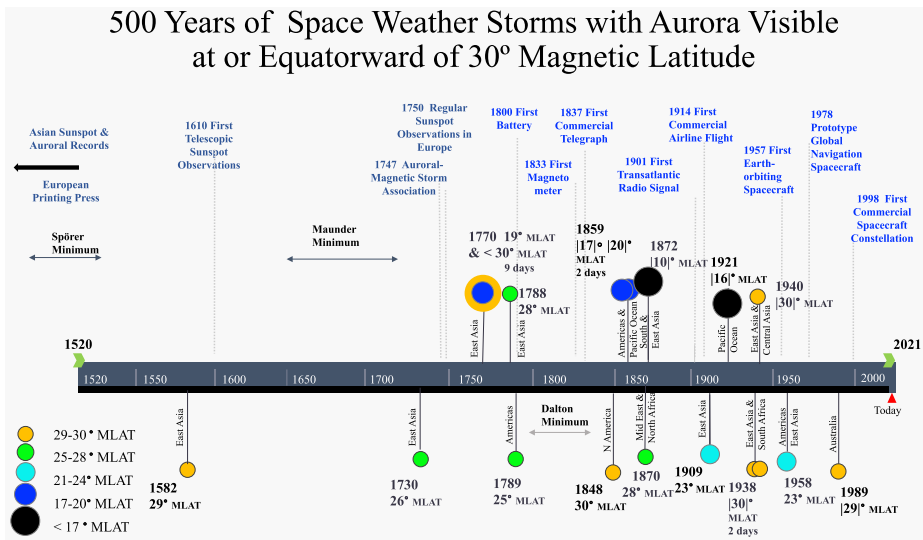 500 Years of Space Weather Storms with Aurora Visible
at or Equatorward of 30º Magnetic Latitude
Asian Sunspot &
Auroral Records
European
Printing Press
Spörer
Minimum
1610 First
Telescopic
Sunspot
Observations
Maunder
Minimum
1750 Regular
Sunspot
Observations in
Europe
1747 Auroral-
Magnetic Storm
Association
1800 First
Battery
1833 First
Magneto
meter
1837 First
Commercial
Telegraph
1901 First
Transatlantic
Radio Signal
1914 First
Commercial
Airline Flight
1957 First
Earth-
orbiting
Spacecraft
1978
Prototype
Global
Navigation
Spacecraft
1998 First
Commercial
Spacecraft
Constellation
1770 19° MLAT
& < 30° MLAT
9 days
East Asia
1788
28° MLAT
East Asia
1859
|17|° |20|°
MLAT
2 days
Americas &
Pacific Ocean
1872
|10|° MLAT
South &
East Asia
1921
|16|° MLAT
Pacific
Ocean
1940
|30|° MLAT
East Asia &
Central Asia
1520
2021
1520 1550 1600 1650 1700 1750 1800 1850 1900 1950 2000
Today
East Asia
1582
29° MLAT
East Asia
1730
26° MLAT
Americas
1789
25° MLAT
Dalton
Minimum
N America
1848
30° MLAT
Mid East &
North Africa
1870
28° MLAT
East Asia
1909
23° MLAT
East Asia &
South Africa
1938
|30|°
MLAT
2 days
Americas
East Asia
1958
23° MLAT
Australia
1989
|29|° MLAT
29-30° MLAT
25-28° MLAT
21-24° MLAT
17-20° MLAT
< 17° MLAT